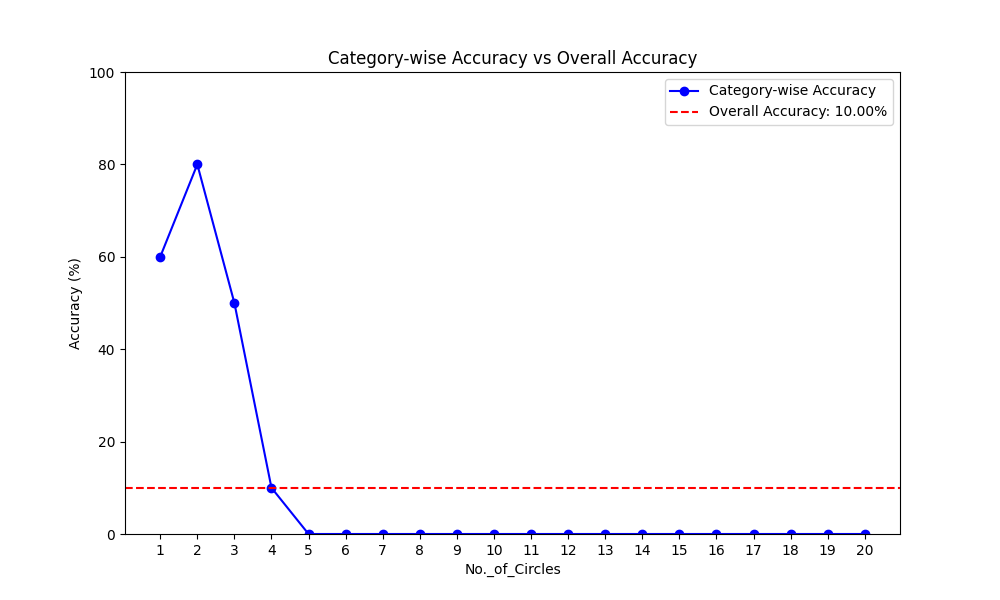 Category-wise Accuracy vs Overall Accuracy
Category-wise Accuracy
Overall Accuracy: 10.00%
Accuracy (%)
100
80
60
40
20
0
1 2 3 4 5 6 7 8 9 10 11 12 13 14 15 16 17 18 19 20
No._of_Circles